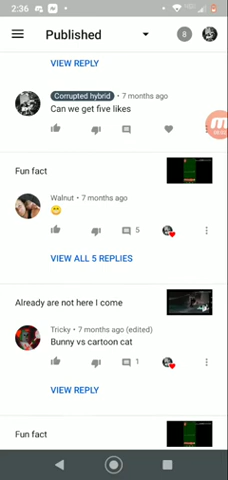 2:36
Published
8
VIEW REPLY
Corrupted hybrid • 7 months ago
Can we get five likes
Fun fact
Walnut • 7 months ago
5
VIEW ALL 5 REPLIES
Already are not here I come
Tricky • 7 months ago (edited)
Bunny vs cartoon cat
1
VIEW REPLY
Fun fact